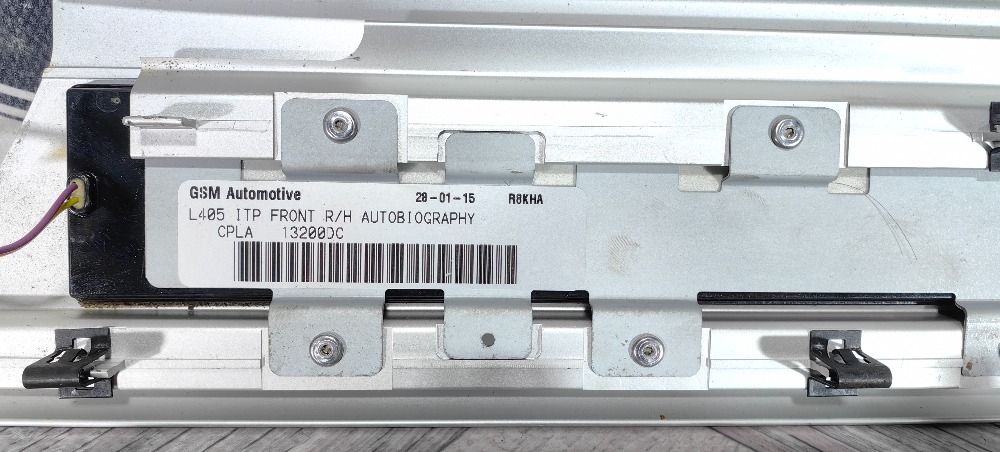 GSM Automotive 28-01-15 R8KHA
L405 ITP FRONT R/H AUTOBIOGRAPHY
CPLA 13200DC